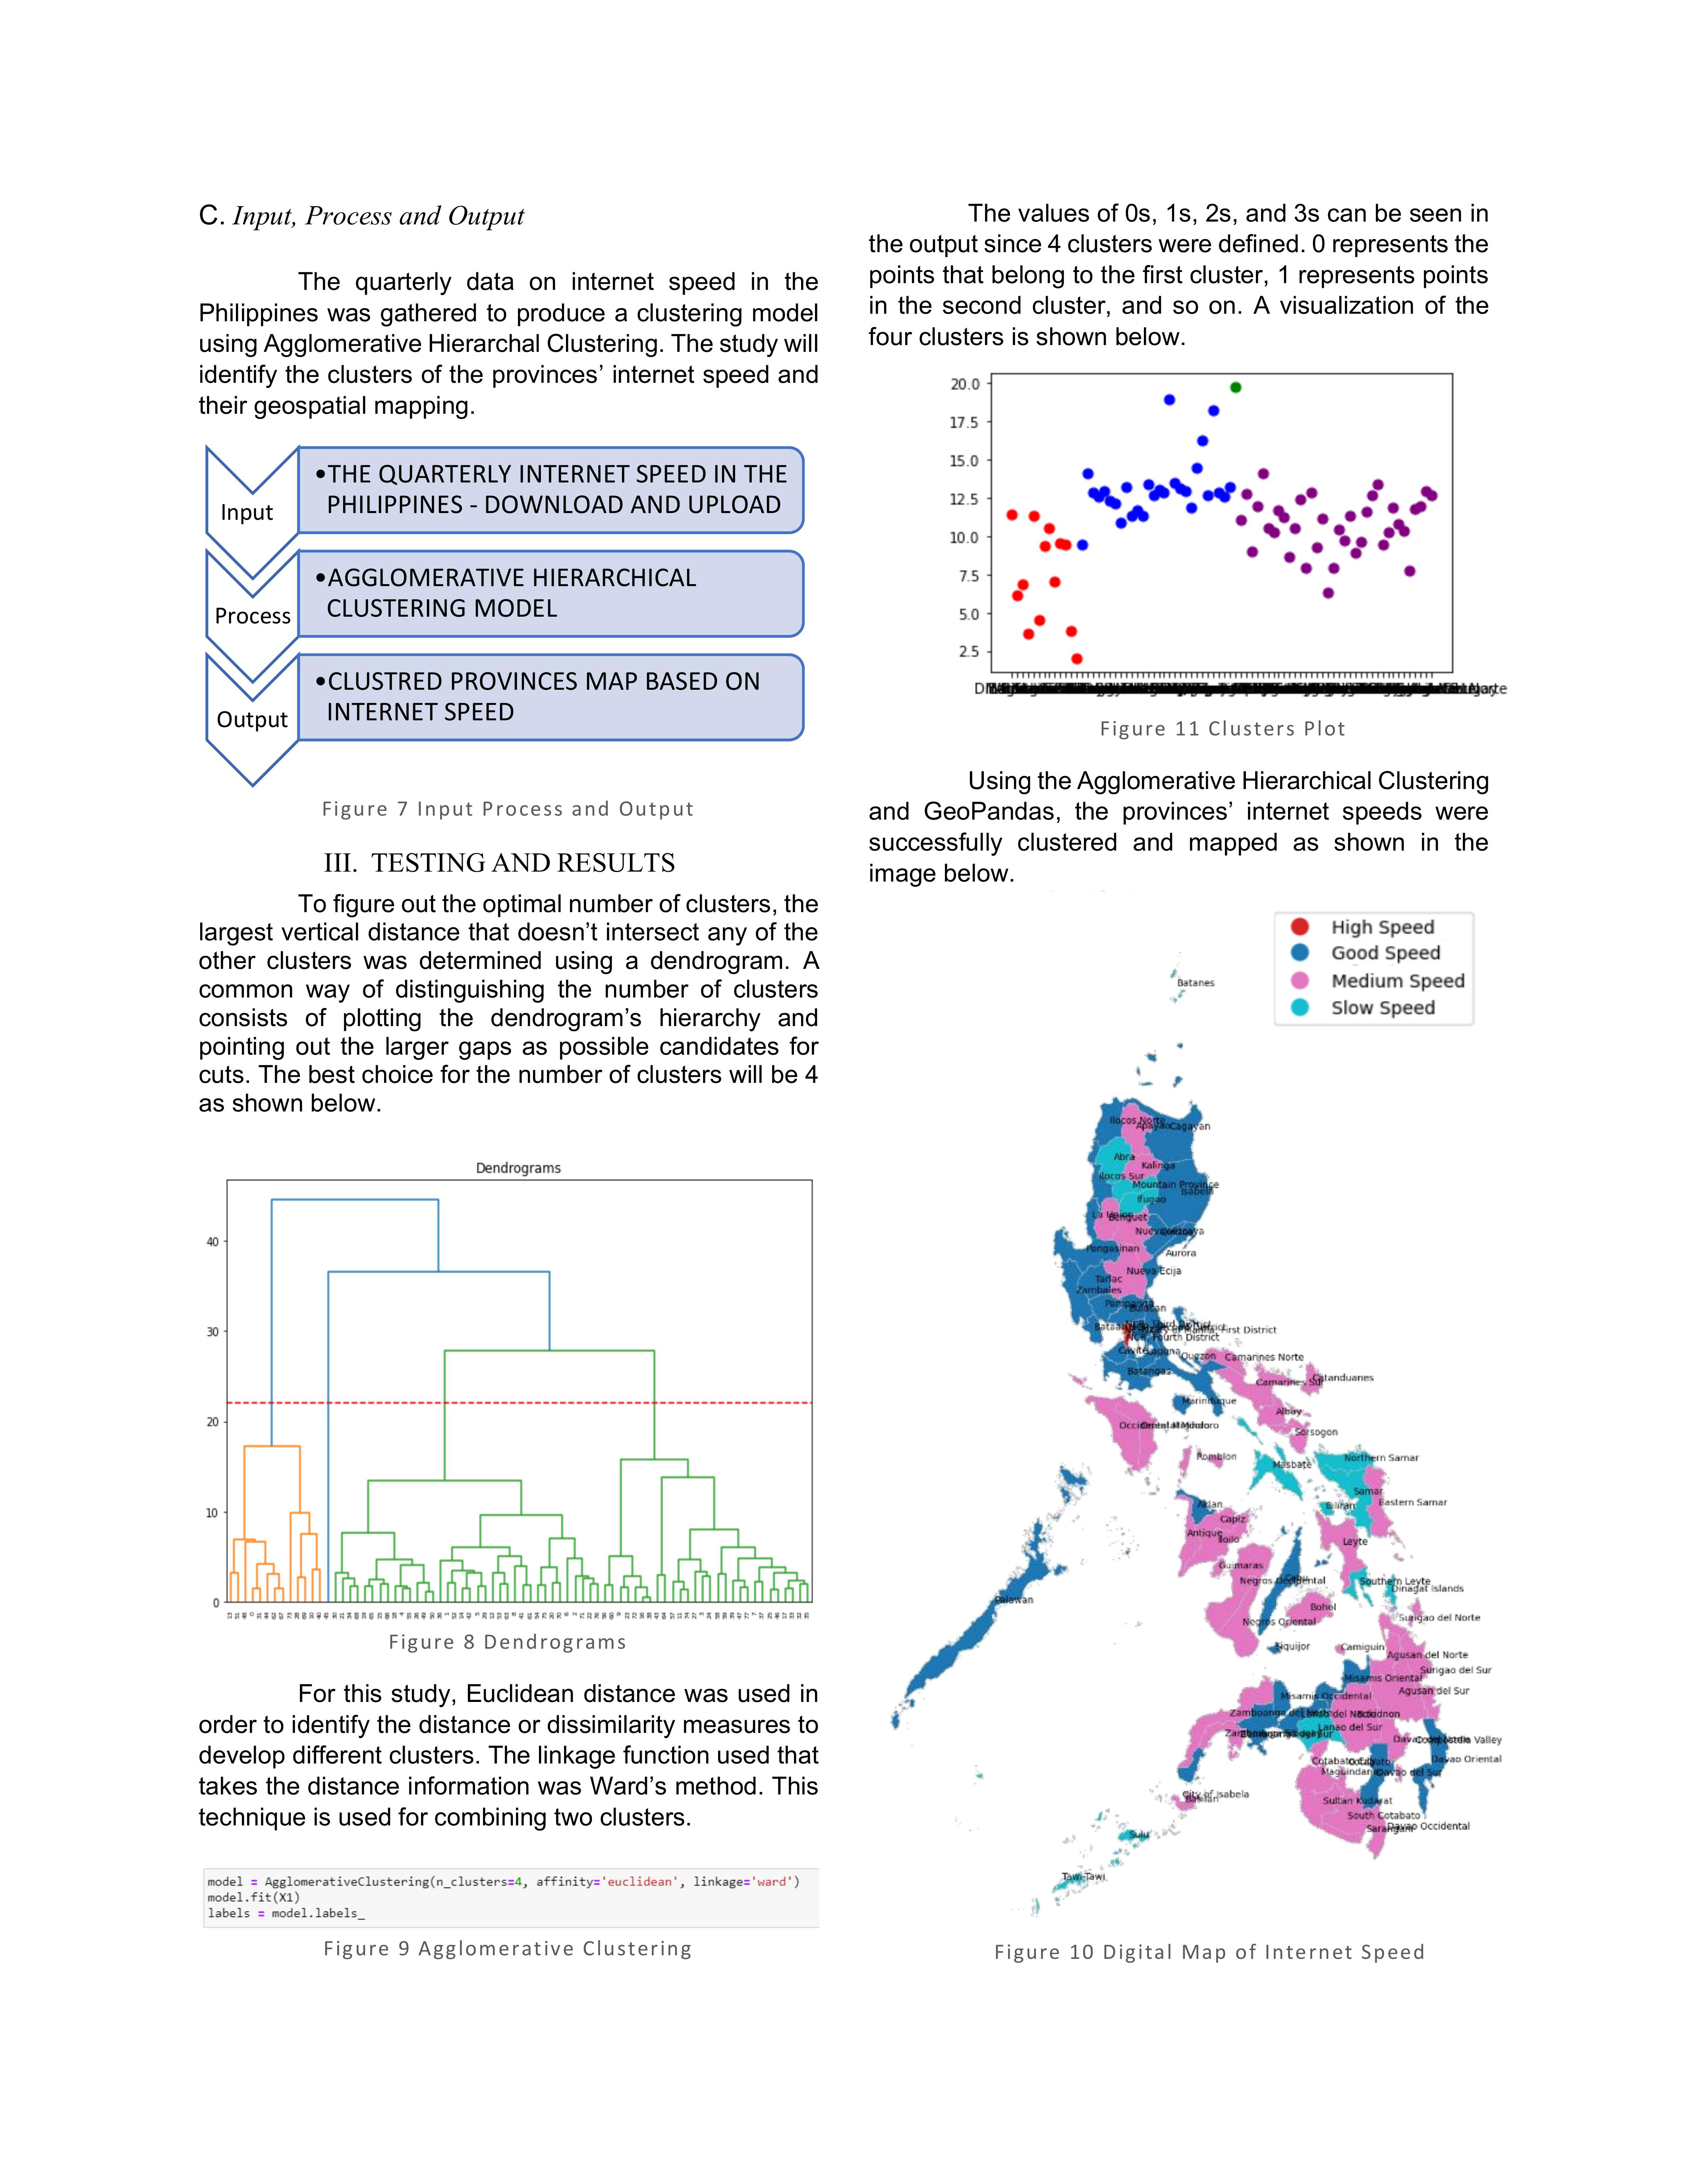 C. Input, Process and Output
The quarterly data on internet speed in the
Philippines was gathered to produce a clustering model
using Agglomerative Hierarchal Clustering. The study will
identify the clusters of the provinces’ internet speed and
their geospatial mapping.
Input
•THE QUARTERLY INTERNET SPEED IN THE
PHILIPPINES - DOWNLOAD AND UPLOAD
Process
•AGGLOMERATIVE HIERARCHICAL
CLUSTERING MODEL
Output
•CLUSTRED PROVINCES MAP BASED ON
INTERNET SPEED
Figure 7 Input Process and Output
III. TESTING AND RESULTS
To figure out the optimal number of clusters, the
largest vertical distance that doesn’t intersect any of the
other clusters was determined using a dendrogram. A
common way of distinguishing the number of clusters
consists of plotting the dendrogram’s hierarchy and
pointing out the larger gaps as possible candidates for
cuts. The best choice for the number of clusters will be 4
as shown below.
Dendrograms
40
30
20
10
0
Figure 8 Dendrograms
For this study, Euclidean distance was used in
order to identify the distance or dissimilarity measures to
develop different clusters. The linkage function used that
takes the distance information was Ward’s method. This
technique is used for combining two clusters.
model = AgglomerativeClustering(n_clusters=4, affinity='euclidean', linkage='ward')
model.fit(X1)
labels = model.labels_
Figure 9 Agglomerative Clustering
The values of 0s, 1s, 2s, and 3s can be seen in
the output since 4 clusters were defined. 0 represents the
points that belong to the first cluster, 1 represents points
in the second cluster, and so on. A visualization of the
four clusters is shown below.
20.0
17.5
15.0
12.5
10.0
7.5
5.0
2.5
Figure 11 Clusters Plot
Using the Agglomerative Hierarchical Clustering
and GeoPandas, the provinces’ internet speeds were
successfully clustered and mapped as shown in the
image below.
High Speed
Good Speed
Medium Speed
Slow Speed
Batanes
Ilocos Norte
Apayao
Cagayan
Abra
Kalinga
Ilocos Sur
Mountain Province
Isabela
Ifugao
La Union
Benguet
Pangasinan
Aurora
Nueva Ecija
Tarlac
Zambales
Pampanga
Bulacan
First District
Fourth District
Cavite
Laguna
Quezon
Batangas
Camarines Norte
Camarines Sur
Catanduanes
Marinduque
Albay
Sorsogon
Romblon
Masbate
Northern Samar
Samar
Biliran
Eastern Samar
Aklan
Capiz
Antique
Iloilo
Leyte
Guimaras
Negros Occidental
Southern Leyte
Dinagat Islands
Palawan
Bohol
Negros Oriental
Surigao del Norte
Siquijor
Camiguin
Agusan del Norte
Surigao del Sur
Misamis Oriental
Agusan del Sur
Misamis Occidental
Lanao del Sur
Compostela Valley
Davao Oriental
Davao del Sur
City of Isabela
Basilan
Sultan Kudarat
South Cotabato
Sarangani
Davao Occidental
Sulu
Tawi-Tawi
Figure 10 Digital Map of Internet Speed